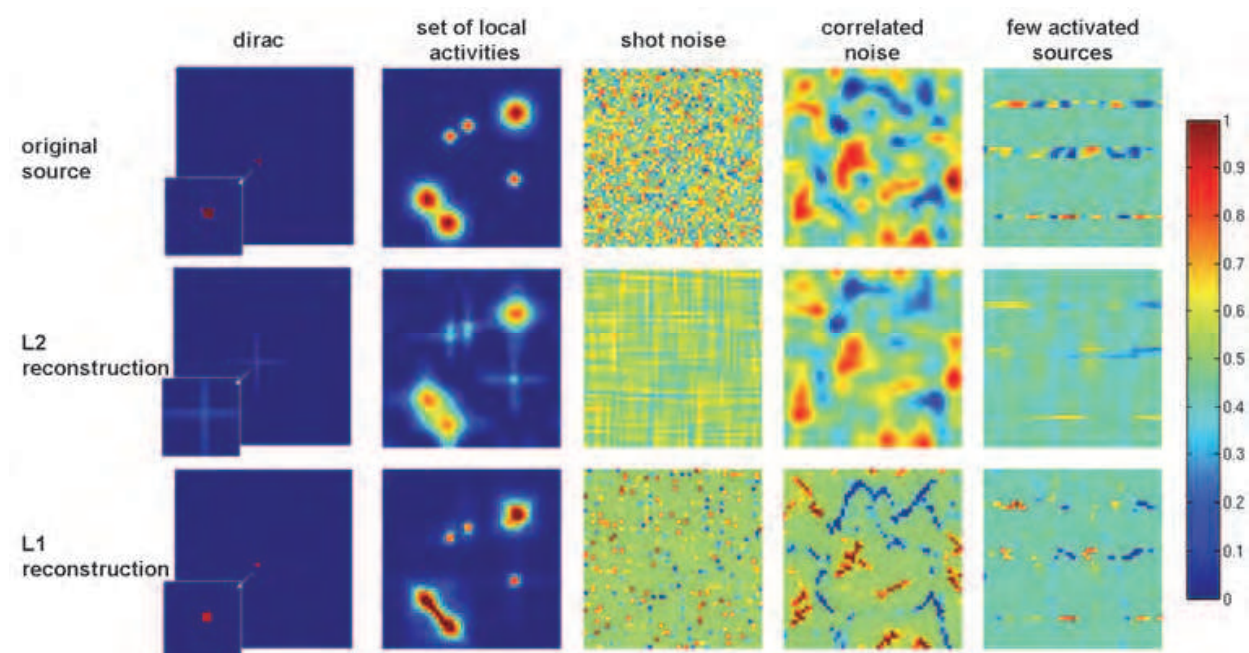 dirac
set of local
activities
shot noise
correlated
noise
few activated
sources
original
source
L2
reconstruction
L1
reconstruction
1
0.9
0.8
0.7
0.6
0.5
0.4
0.3
0.2
0.1
0